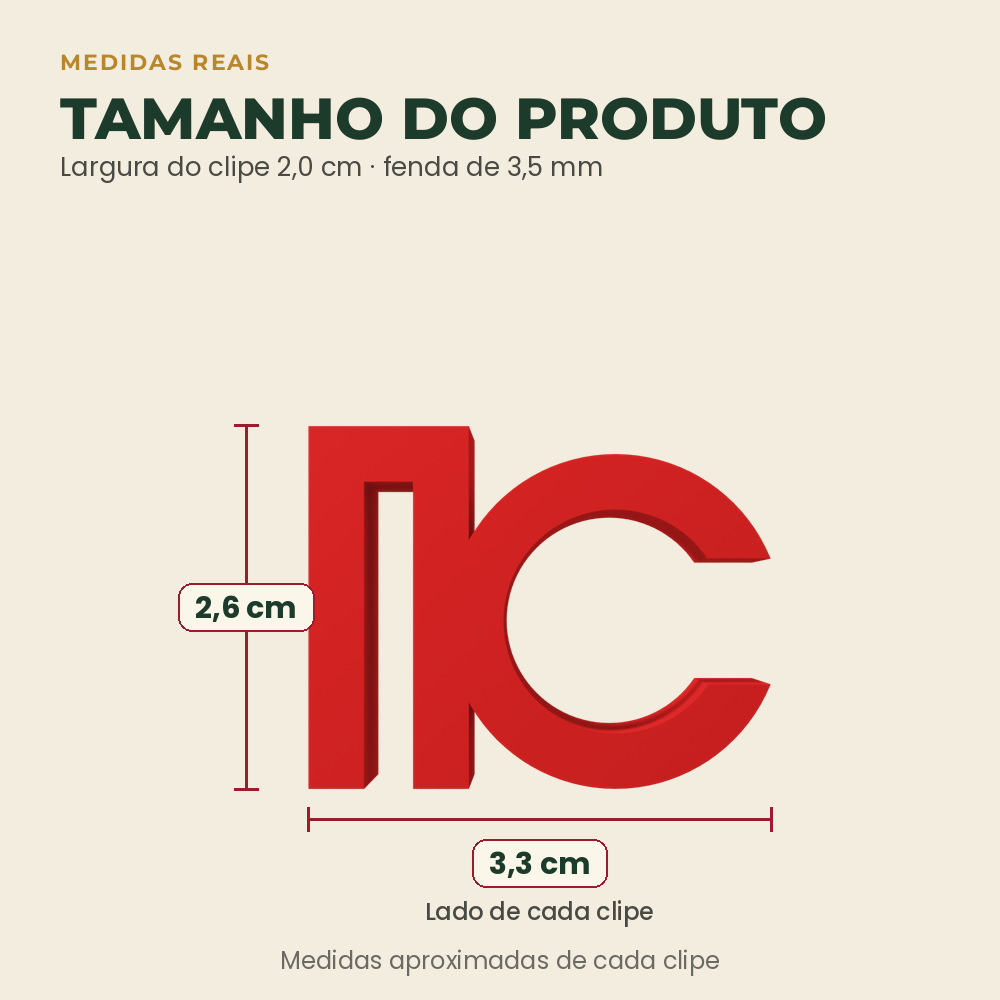 MEDIDAS REAIS
TAMANHO DO PRODUTO
Largura do clipe 2,0 cm · fenda de 3,5 mm
2,6 cm
3,3 cm
Lado de cada clipe
Medidas aproximadas de cada clipe